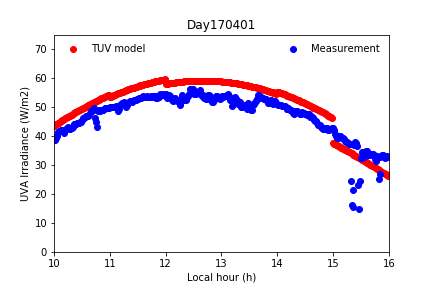 Day170401
TUV model
Measurement
UVA Irradiance (W/m2)
70
60
50
40
30
20
10
0
10 11 12 13 14 15 16
Local hour (h)